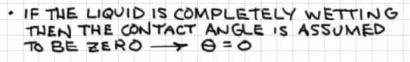 • IF THE LIQUID IS COMPLETELY WETTING
THEN THE CONTACT ANGLE IS ASSUMED
TO BE ZERO → θ = 0